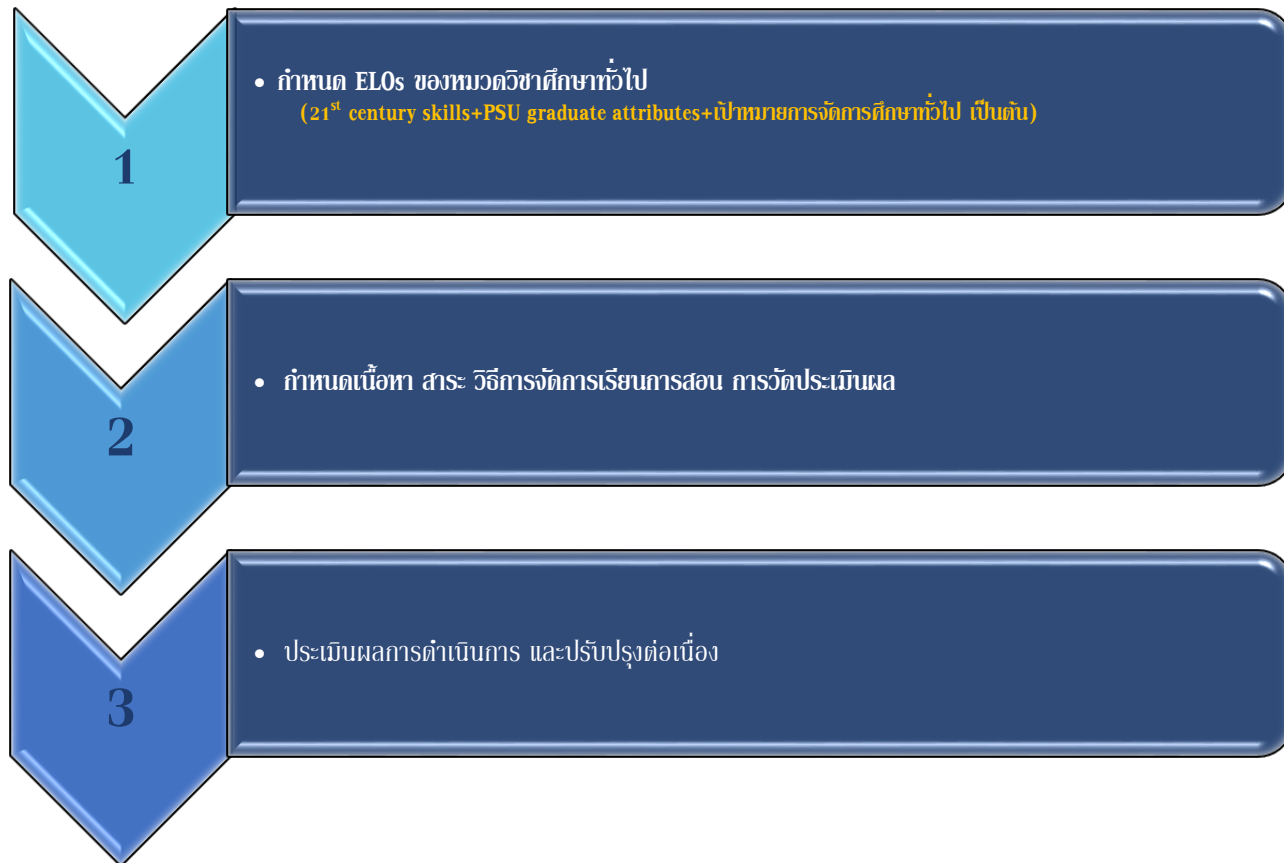 1
• กำหนด ELOs ของหมวดวิชาศึกษาทั่วไป
(21st century skills+PSU graduate attributes+เป้าหมายการจัดการศึกษาทั่วไป เป็นต้น)
2
• กำหนดเนื้อหา สาระ วิธีการจัดการเรียนการสอน การวัดประเมินผล
3
• ประเมินผลการดำเนินการ และปรับปรุงต่อเนื่อง